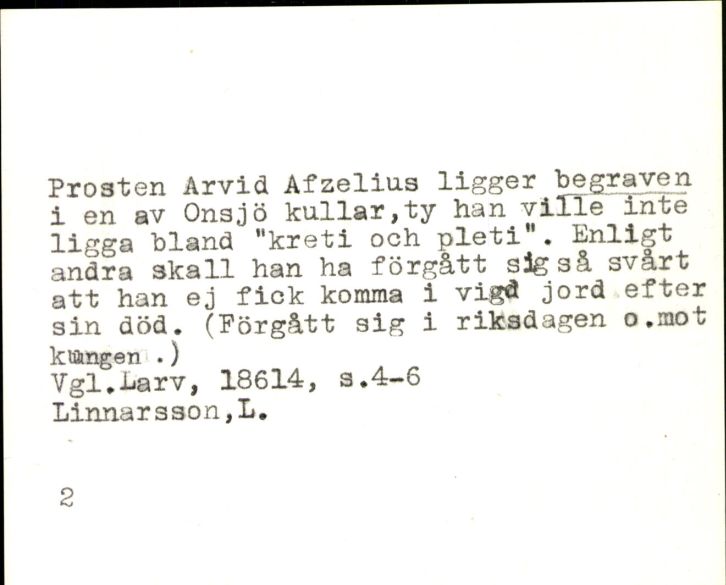 Prosten Arvid Afzelius ligger begraven
i en av Onsjö kullar,ty han ville inte
ligga bland "kreti och pleti". Enligt
andra skall han ha förgått sig så svårt
att han ej fick komma i vigd jord efter
sin död. (Förgått sig i riksdagen o.mot
kungen .)
Vgl.Larv, 18614, s.4-6
Linnarsson,L.
2